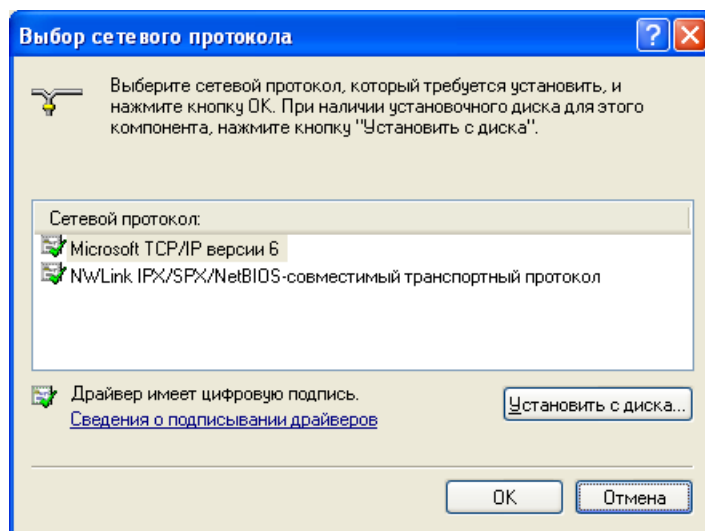 Выбор сетевого протокола
?
Выберите сетевой протокол, который требуется установить, и
нажмите кнопку ОК. При наличии установочного диска для этого
компонента, нажмите кнопку "Установить с диска".
Сетевой протокол:
Microsoft TCP/IP версии 6
NWLink IPX/SPX/NetBIOS-совместимый транспортный протокол
Драйвер имеет цифровую подпись.
Сведения о подписывании драйверов
Установить с диска...
ОК
Отмена